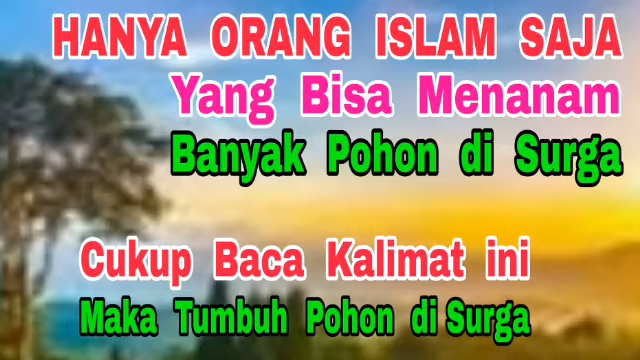 HANYA ORANG ISLAM SAJA
Yang Bisa Menanam
Banyak Pohon di Surga
Cukup Baca Kalimat ini
Maka Tumbuh Pohon di Surga